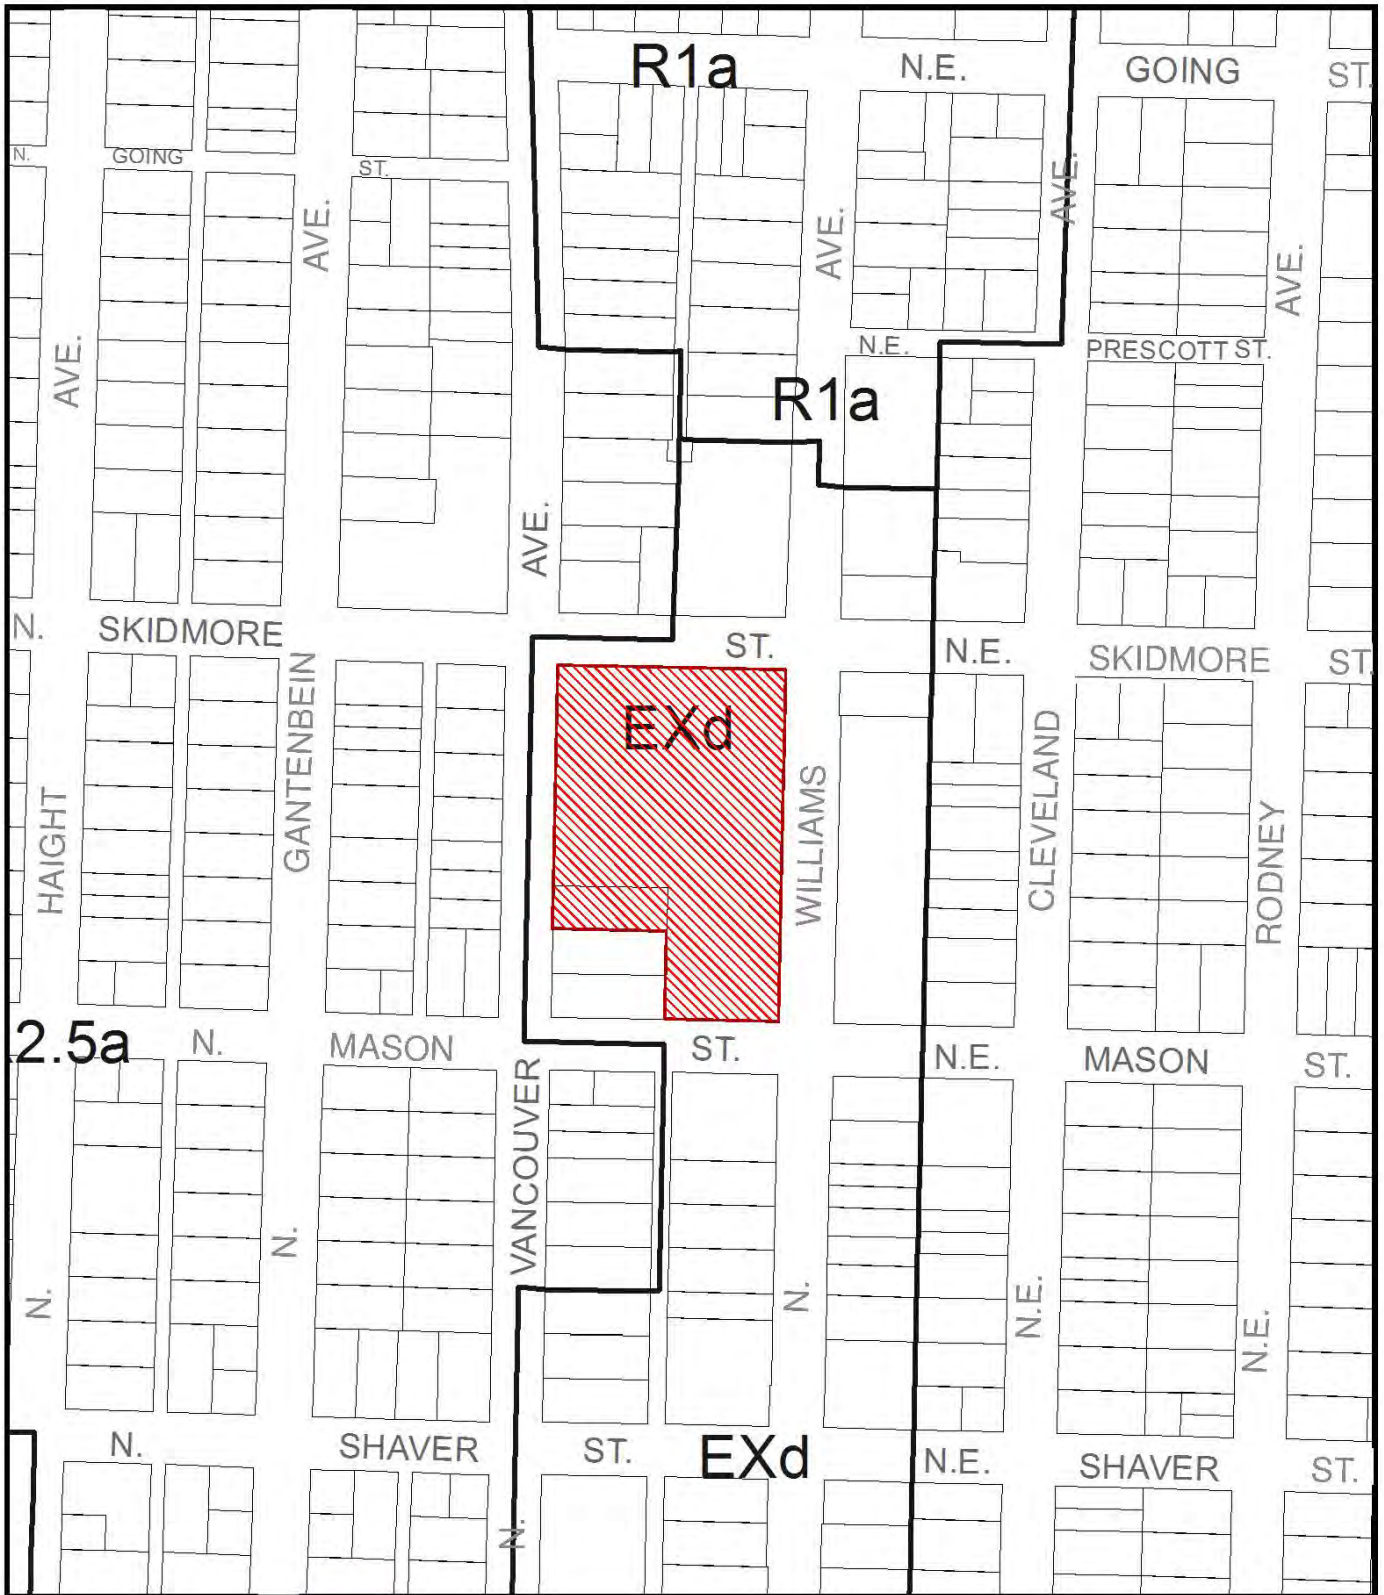 R1a
N.E.
GOING
ST.
N.
GOING
ST.
AVE.
AVE.
AVE.
AVE.
AVE.
N.E.
PRESCOTT ST.
R1a
AVE.
N.
SKIDMORE
ST.
N.E.
SKIDMORE
ST.
EXd
HAIGHT
GANTENBEIN
WILLIAMS
CLEVELAND
RODNEY
2.5a
N.
MASON
ST.
N.E.
MASON
ST.
VANCOUVER
N.
N.
N.
N.E.
N.E.
N.
SHAVER
ST.
EXd
N.E.
SHAVER
ST.
N.